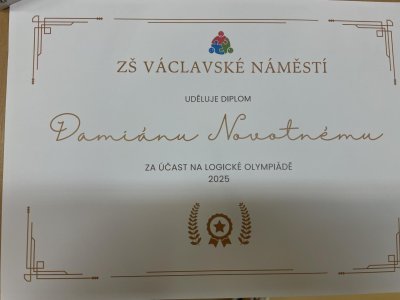 ZŠ VÁCLAVSKÉ NÁMĚSTÍ
UDĚLUJE DIPLOM
Damiánu Novotnému
ZA ÚČAST NA LOGICKÉ OLYMPIÁDĚ
2025